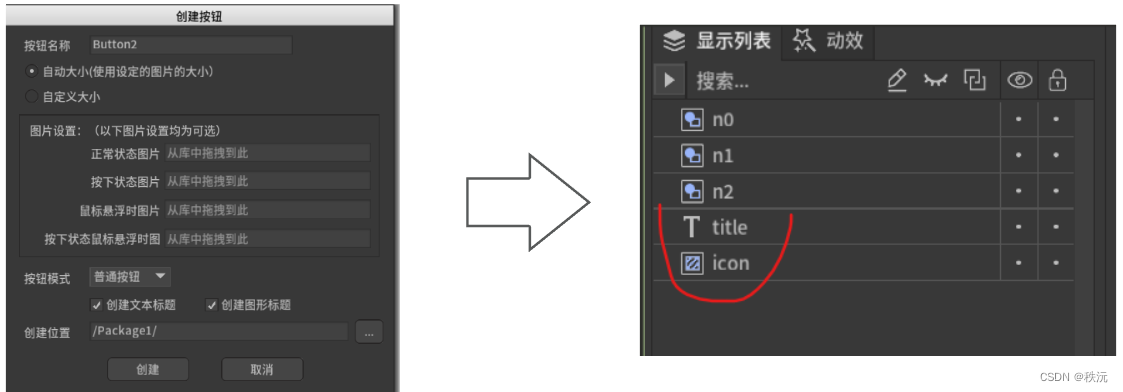 创建按钮
按钮名称 Button2
自动大小(使用设定的图片的大小)
自定义大小
图片设置： （以下图片设置均为可选）
正常状态图片 从库中拖拽到此
按下状态图片 从库中拖拽到此
鼠标悬浮时图片 从库中拖拽到此
按下状态鼠标悬浮时图 从库中拖拽到此
按钮模式 普通按钮
创建文本标题 创建图形标题
创建位置 /Package1/ ...
创建 取消
显示列表 动效
搜索...
n0
n1
n2
title
icon
CSDN @秩沅